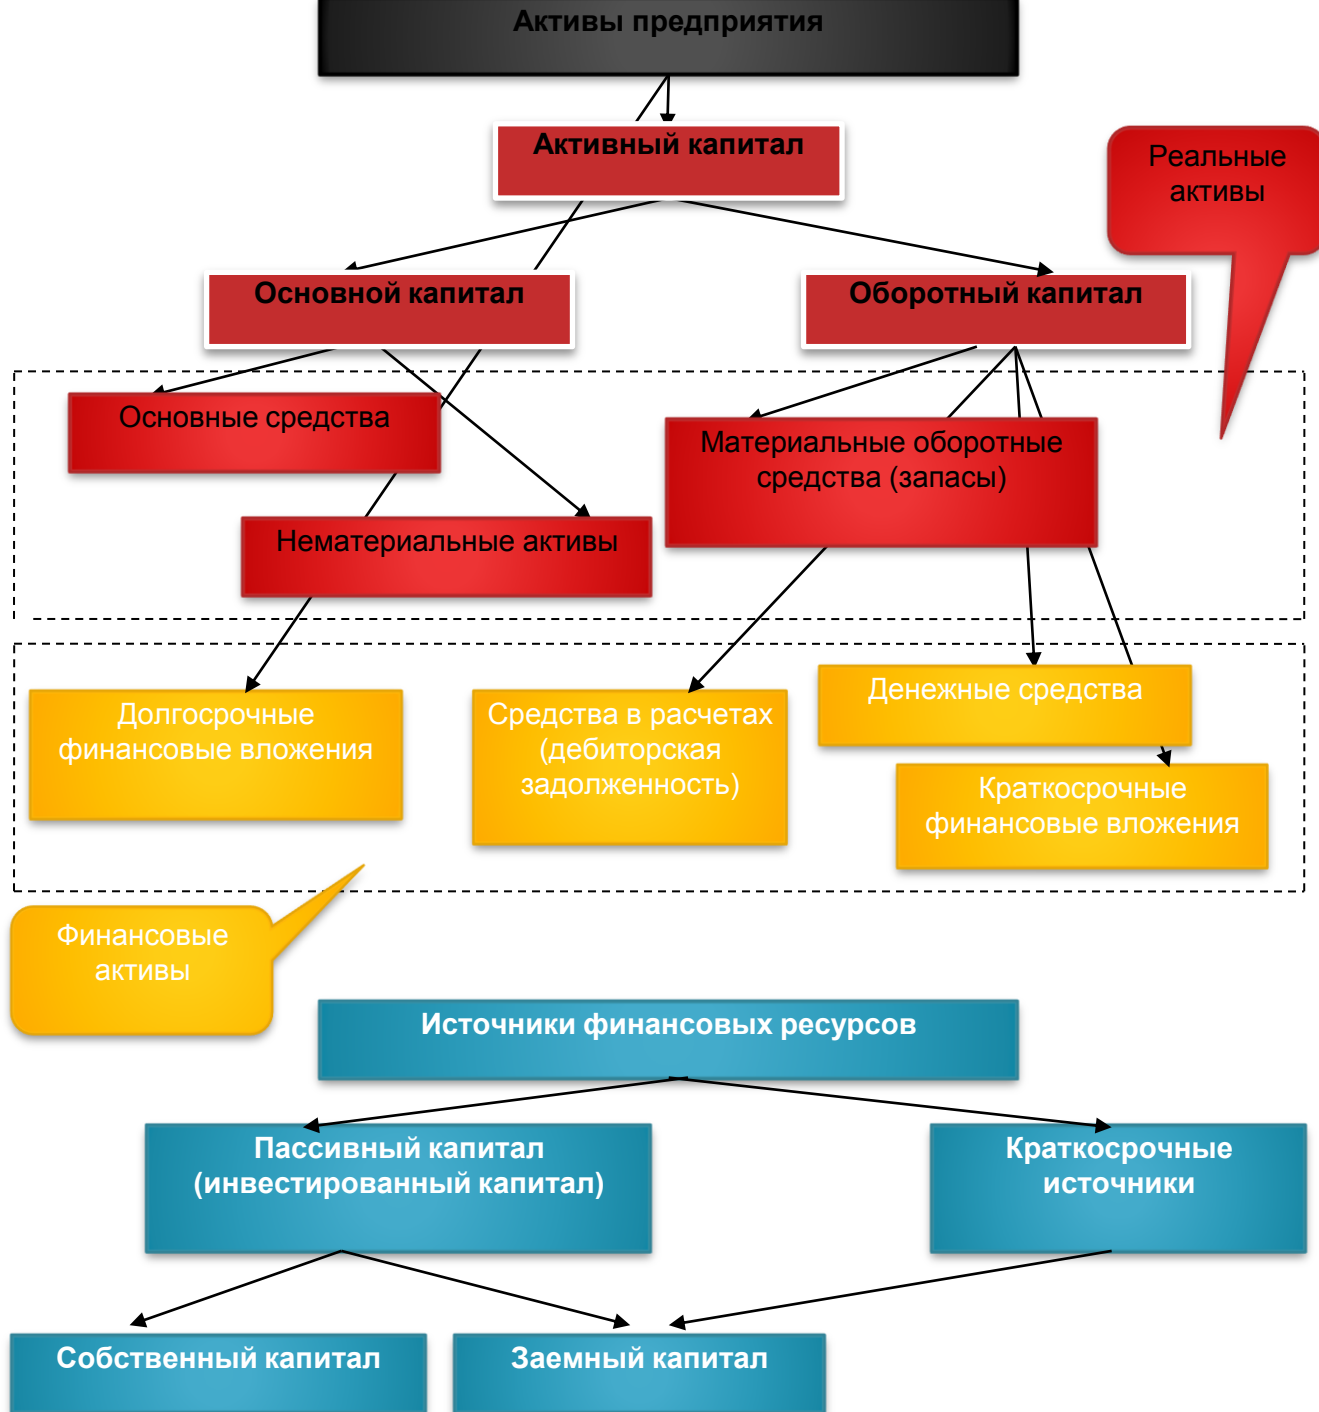 Активы предприятия
Активный капитал
Реальные
активы
Основной капитал
Оборотный капитал
Основные средства
Материальные оборотные
средства (запасы)
Нематериальные активы
Долгосрочные
финансовые вложения
Средства в расчетах
(дебиторская
задолженность)
Денежные средства
Краткосрочные
финансовые вложения
Финансовые
активы
Источники финансовых ресурсов
Пассивный капитал
(инвестированный капитал)
Краткосрочные
источники
Собственный капитал
Заемный капитал